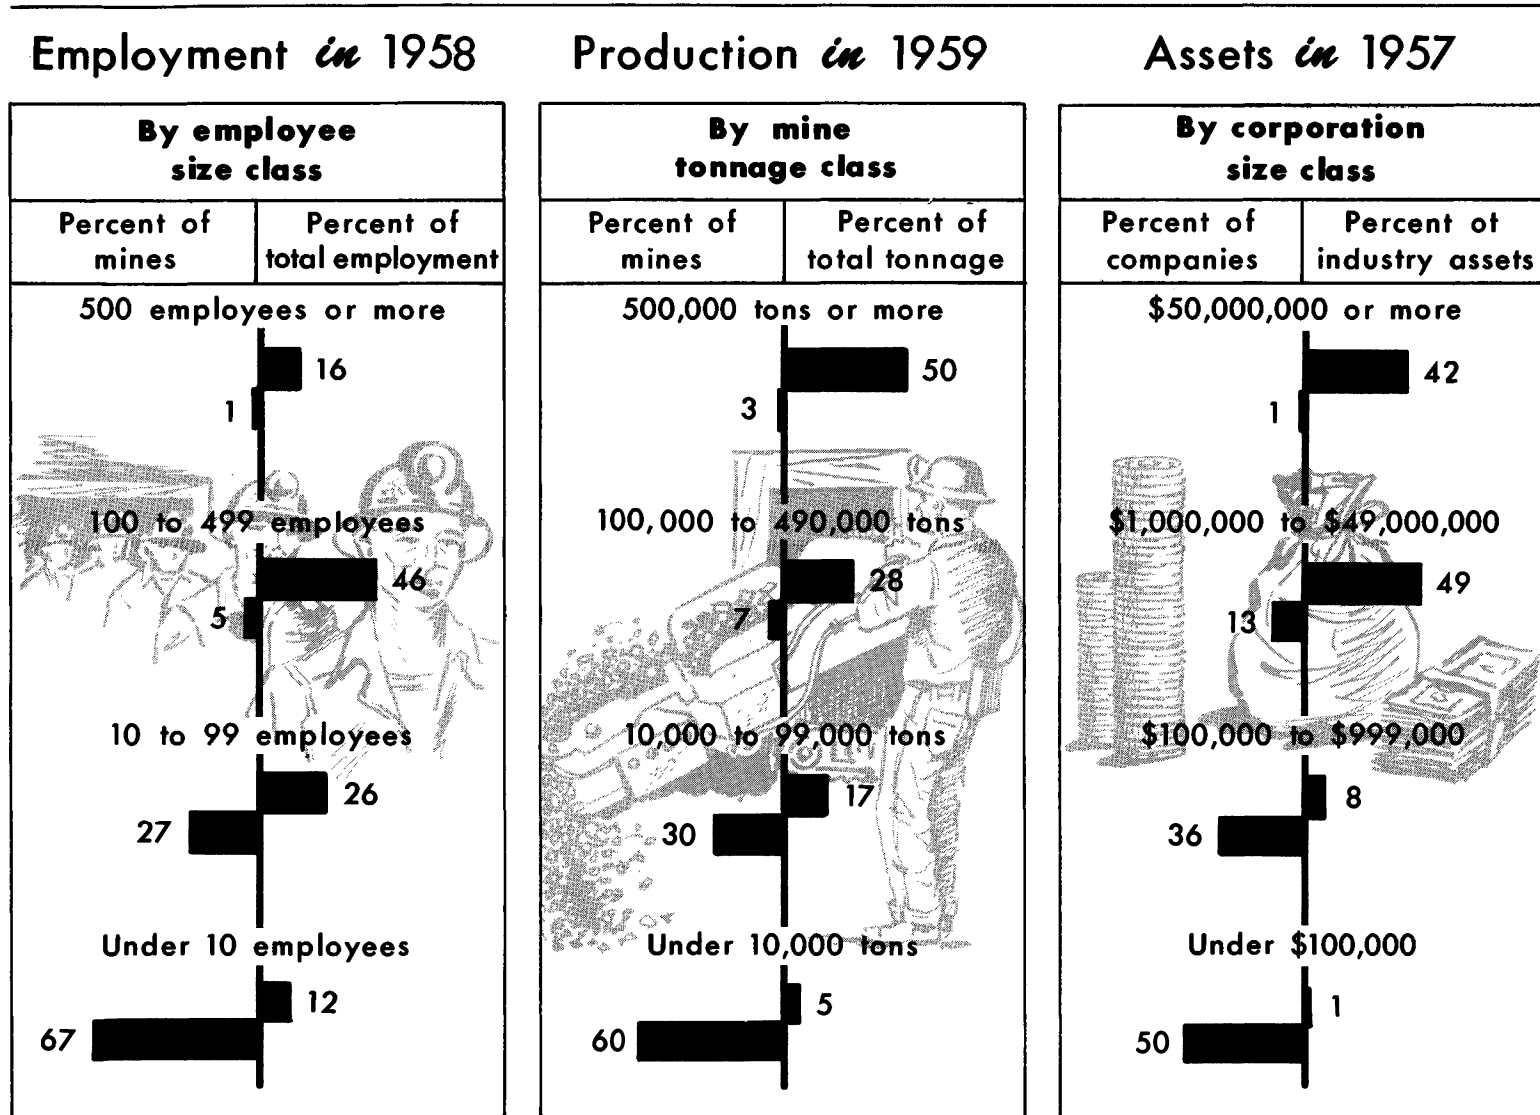 Employment in 1958
By employee
size class
Percent of
mines
Percent of
total employment
500 employees or more
16
1
100 to 499 employees
46
5
10 to 99 employees
26
27
Under 10 employees
12
67
Production in 1959
By mine
tonnage class
Percent of
mines
Percent of
total tonnage
500,000 tons or more
50
3
100,000 to 490,000 tons
28
7
10,000 to 99,000 tons
17
30
Under 10,000 tons
5
60
Assets in 1957
By corporation
size class
Percent of
companies
Percent of
industry assets
$50,000,000 or more
42
1
$1,000,000 to $49,000,000
49
13
$100,000 to $999,000
8
36
Under $100,000
1
50